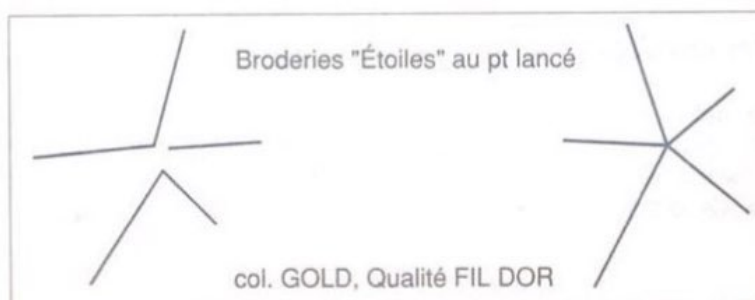 Broderies "Étoiles" au pt lancé
col. GOLD, Qualité FIL DOR